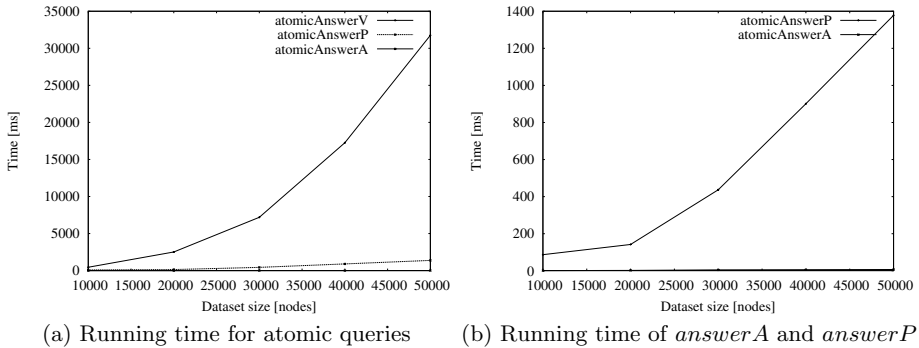 35000
30000
25000
20000
15000
10000
5000
0
Time [ms]
atomicAnswerV
atomicAnswerP
atomicAnswerA
10000 15000 20000 25000 30000 35000 40000 45000 50000
Dataset size [nodes]
(a) Running time for atomic queries
1400
1200
1000
800
600
400
200
0
Time [ms]
atomicAnswerP
atomicAnswerA
10000 15000 20000 25000 30000 35000 40000 45000 50000
Dataset size [nodes]
(b) Running time of answerA and answerP